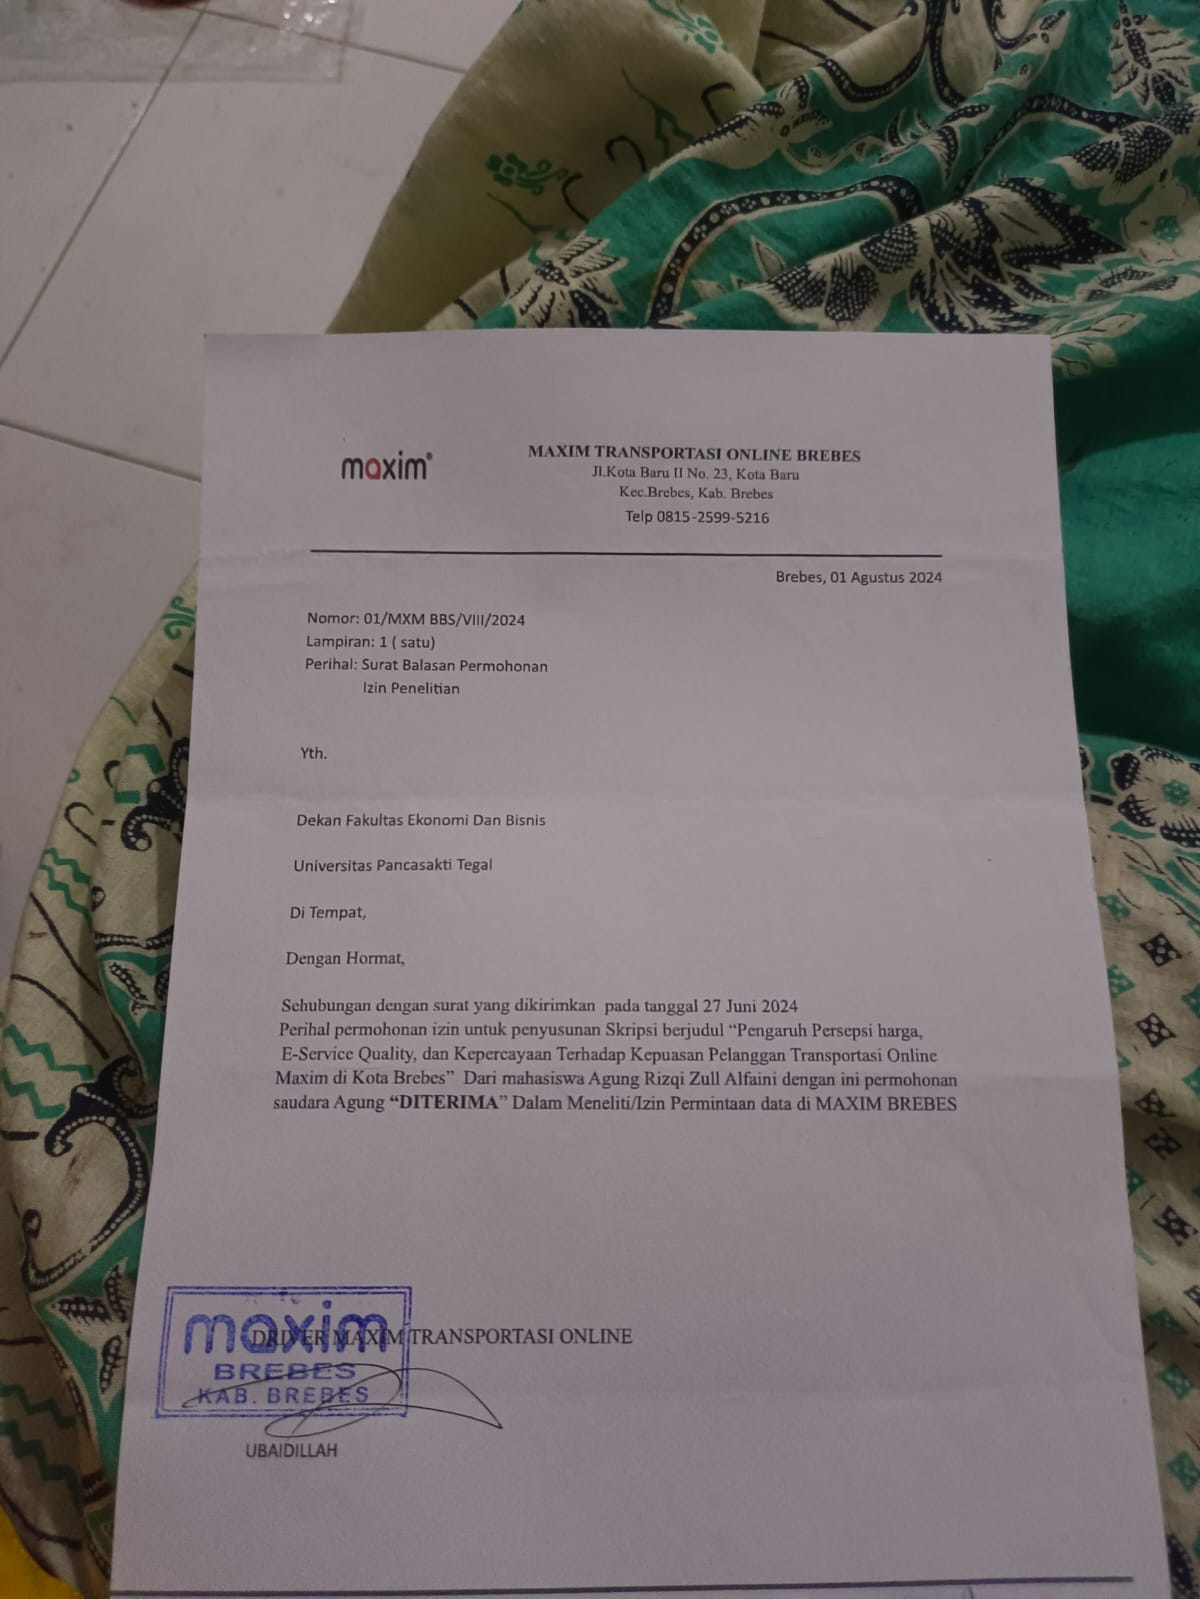 maxim
MAXIM TRANSPORTASI ONLINE BREBES
Jl.Kota Baru II No. 23, Kota Baru
Kec.Brebes, Kab. Brebes
Telp 0815-2599-5216
Brebes, 01 Agustus 2024
Nomor: 01/MXM BBS/VIII/2024
Lampiran: 1 ( satu)
Perihal: Surat Balasan Permohonan
Izin Penelitian
Yth.
Dekan Fakultas Ekonomi Dan Bisnis
Universitas Pancasakti Tegal
Di Tempat,
Dengan Hormat,
Sehubungan dengan surat yang dikirimkan pada tanggal 27 Juni 2024
Perihal permohonan izin untuk penyusunan Skripsi berjudul “Pengaruh Persepsi harga,
E-Service Quality, dan Kepercayaan Terhadap Kepuasan Pelanggan Transportasi Online
Maxim di Kota Brebes” Dari mahasiswa Agung Rizqi Zull Alfaini dengan ini permohonan
saudara Agung “DITERIMA” Dalam Meneliti/Izin Permintaan data di MAXIM BREBES
maxim
DRIVER MAXIM TRANSPORTASI ONLINE
BREBES
KAB. BREBES
UBAIDILLAH